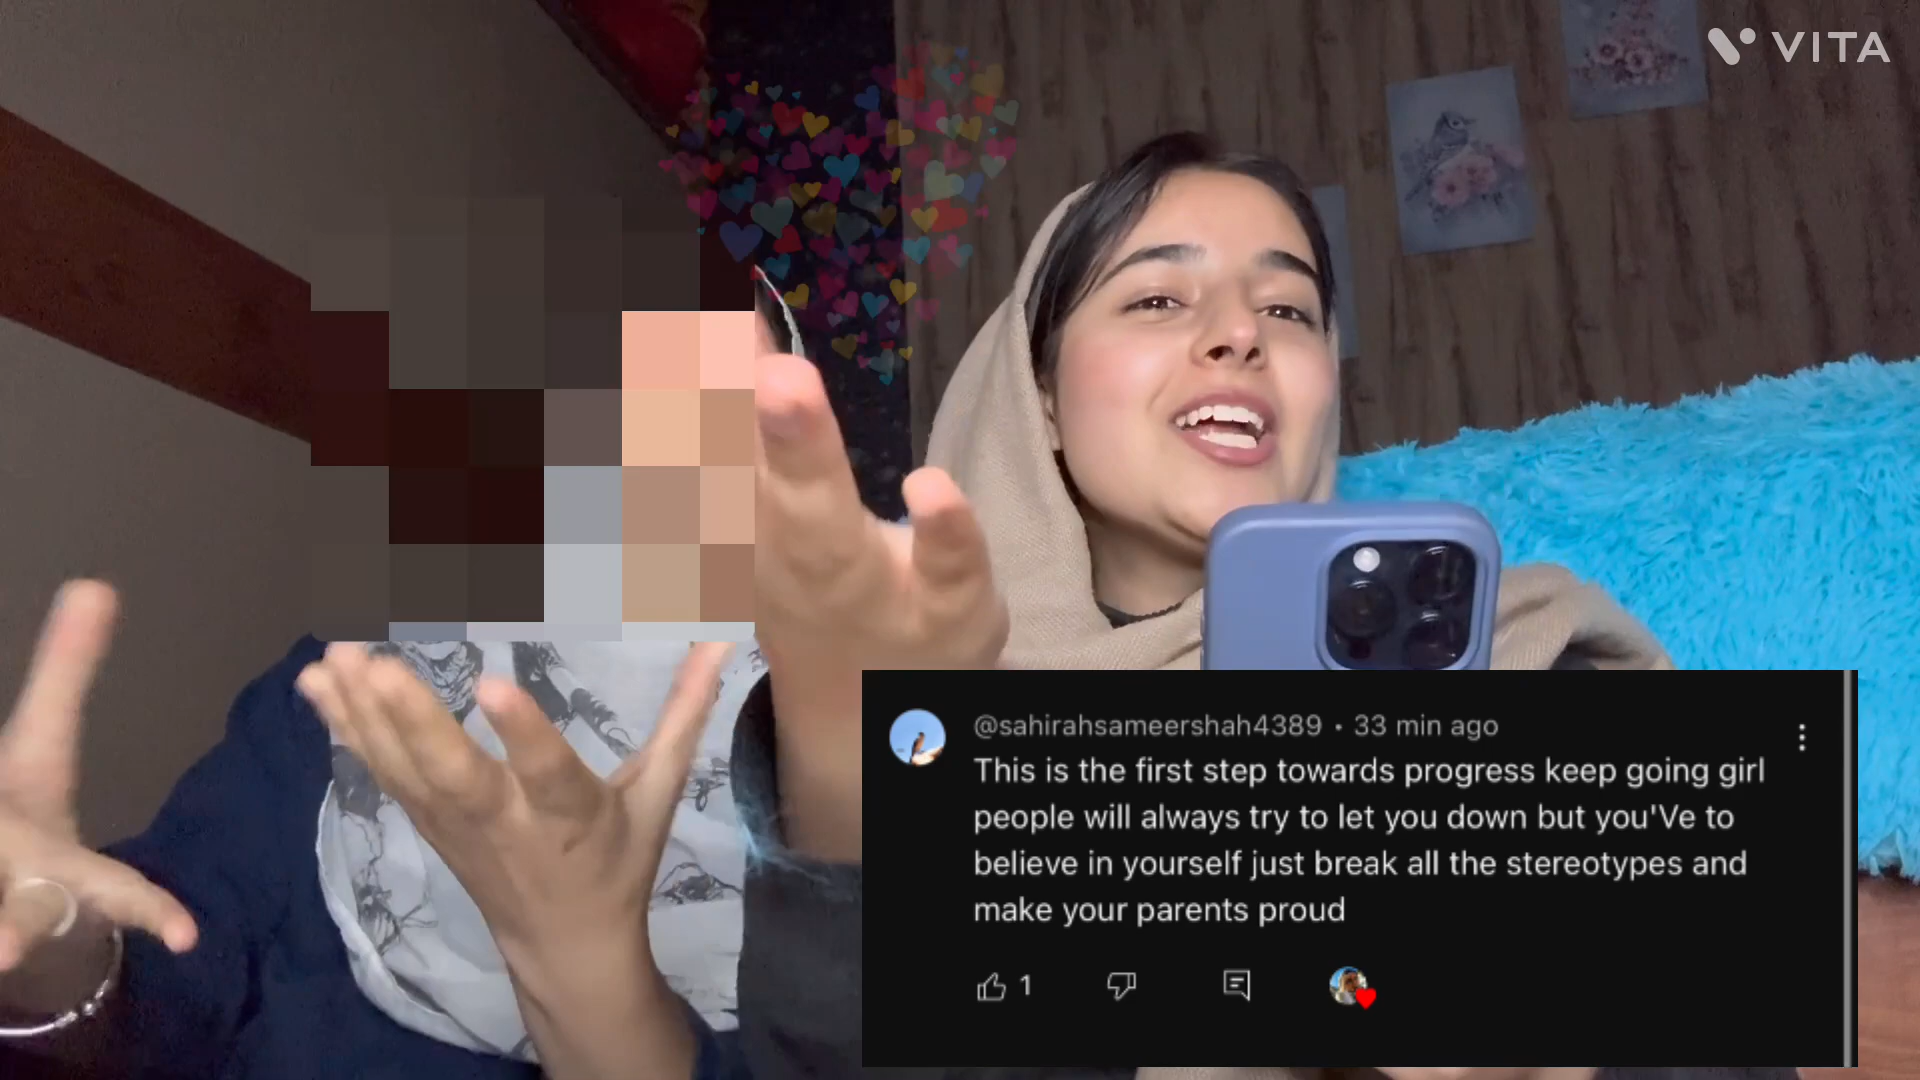 VITA
@sahirahsameershah4389 • 33 min ago
This is the first step towards progress keep going girl
people will always try to let you down but you'Ve to
believe in yourself just break all the stereotypes and
make your parents proud
1